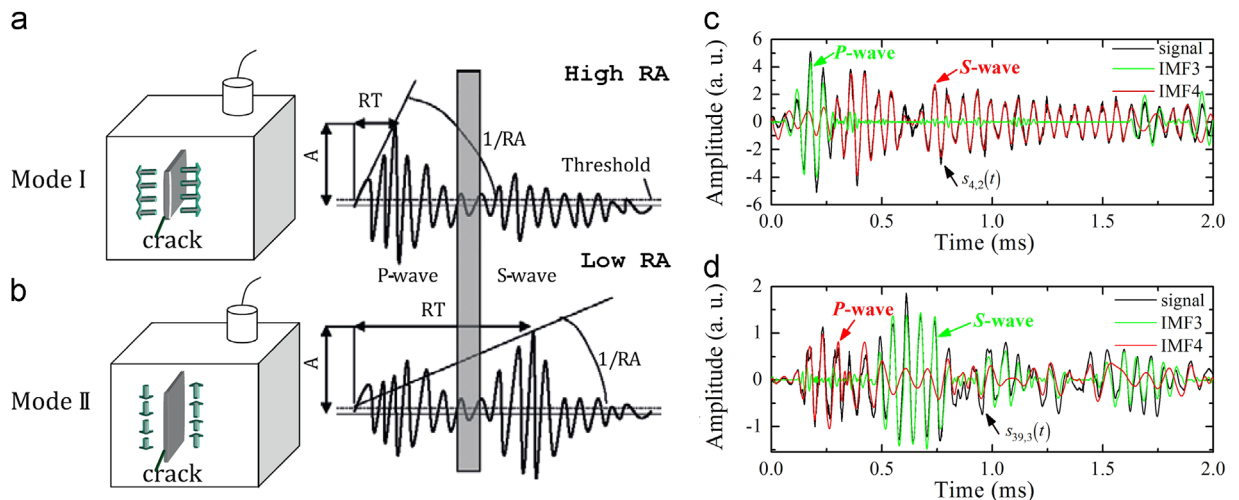 a
Mode Ⅰ
crack
RT
A
1/RA
High RA
Threshold
P-wave
S-wave
b
Mode Ⅱ
crack
RT
A
1/RA
Low RA
c
Amplitude (a. u.)
6
4
2
0
-2
-4
-6
P-wave
S-wave
signal
IMF3
IMF4
s4,2(t)
0.0 0.5 1.0 1.5 2.0
Time (ms)
d
Amplitude (a. u.)
2
1
0
-1
P-wave
S-wave
signal
IMF3
IMF4
s39,3(t)
0.0 0.5 1.0 1.5 2.0
Time (ms)